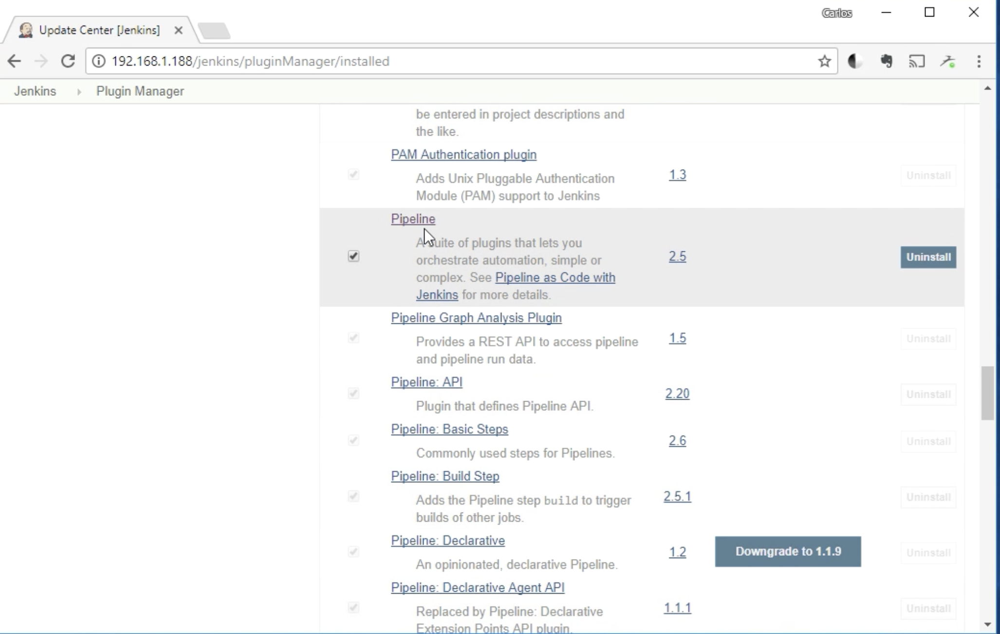 Carlos
Update Center [Jenkins]
192.168.1.188/jenkins/pluginManager/installed
Jenkins Plugin Manager
be entered in project descriptions and
the like.
PAM Authentication plugin
Adds Unix Pluggable Authentication
Module (PAM) support to Jenkins
1.3
Uninstall
Pipeline
A suite of plugins that lets you
orchestrate automation, simple or
complex. See Pipeline as Code with
Jenkins for more details.
2.5
Uninstall
Pipeline Graph Analysis Plugin
Provides a REST API to access pipeline
and pipeline run data.
1.5
Uninstall
Pipeline: API
Plugin that defines Pipeline API.
2.20
Uninstall
Pipeline: Basic Steps
Commonly used steps for Pipelines.
2.6
Uninstall
Pipeline: Build Step
Adds the Pipeline step build to trigger
builds of other jobs.
2.5.1
Uninstall
Pipeline: Declarative
An opinionated, declarative Pipeline.
1.2
Downgrade to 1.1.9
Uninstall
Pipeline: Declarative Agent API
Replaced by Pipeline: Declarative
Extension Points API plugin.
1.1.1
Uninstall